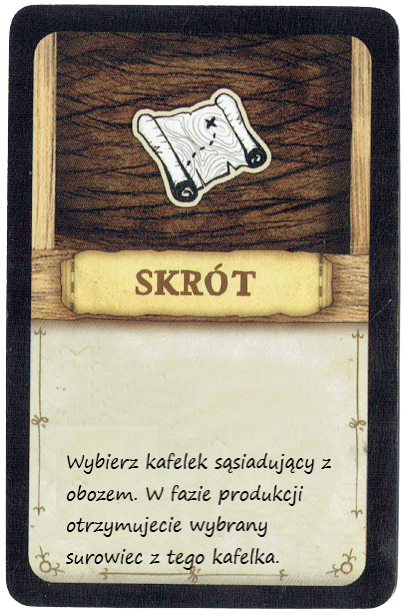 SKRÓT
Wybierz kafelek sąsiadujący z
obozem. W fazie produkcji
otrzymujecie wybrany
surowiec z tego kafelka.